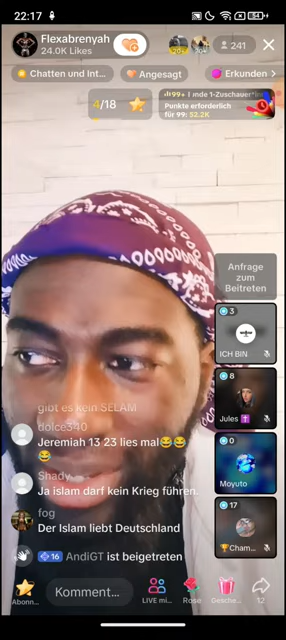 22:17
54
Flexabrenyah
24.0K Likes
241
Chatten und Int...
Angesagt
Erkunden >
4/18
99+
Punkte erforderlich
für 99: 52.2K
Anfrage
zum
Beitreten
3
ICH BIN
8
Jules
0
Moyuto
17
Cham...
gibt es kein SELAM
dolce340
Jeremiah 13 23 lies mal😂😂
😂
Shady
Ja islam darf kein Krieg führen.
fog
Der Islam liebt Deutschland
16 AndiGT ist beigetreten
Abonn...
Komment...
LIVE mi...
Rose
Gesche...
12